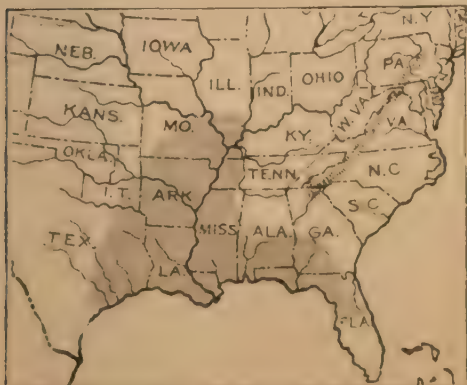 N.Y
NEB. IOWA ILL. IND. OHIO PA.
KANS. MO. KY. W.VA. VA.
OKLA. TENN. N.C
I.T. ARK. S.C
TEX. MISS. ALA. GA.
LA.
FLA.